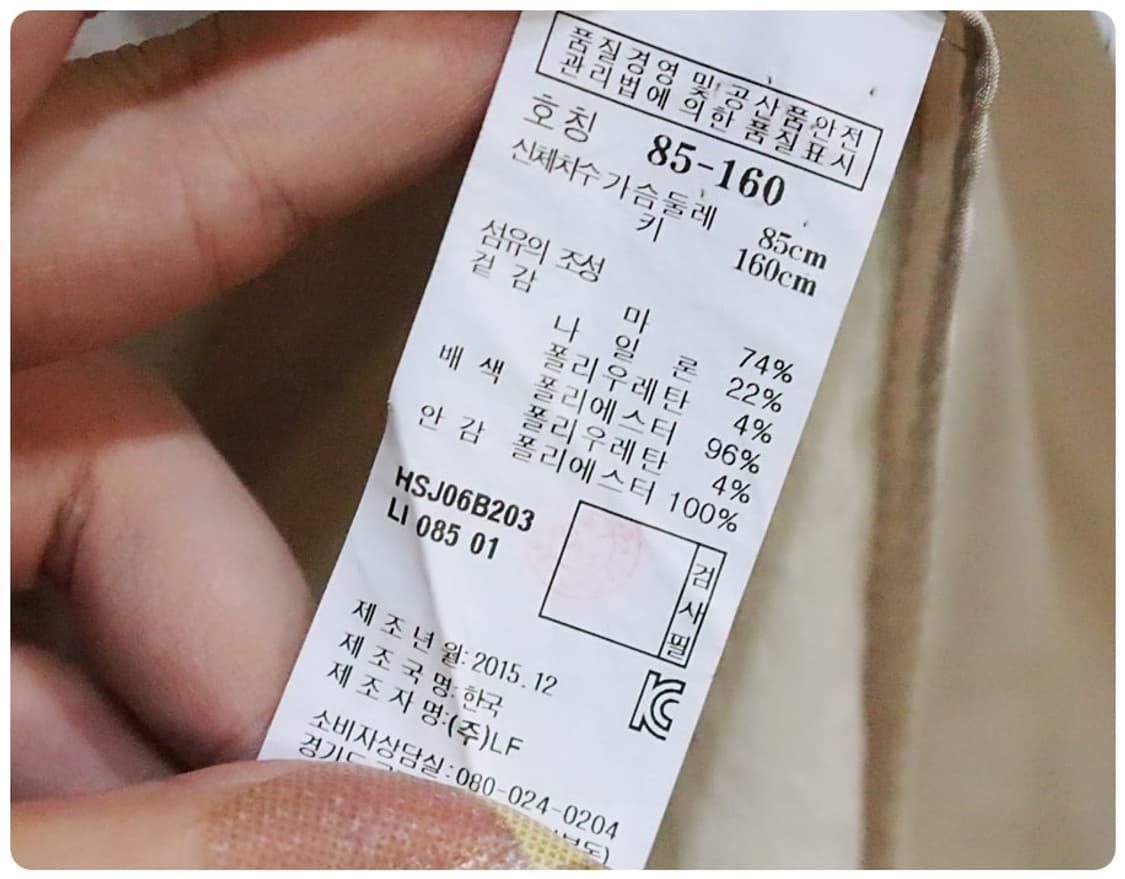 품질경영 및 공산품안전
관리법에 의한 품질표시
호칭 85-160
신체치수 가슴둘레 85cm
키 160cm
섬유의 조성
겉 감 마 74%
나 일 론 22%
폴리우레탄 4%
배 색 폴리에스터 96%
폴리우레탄 4%
안 감 폴리에스터 100%
HSJ06B203
LI 085 01
검사필
제 조 년 월: 2015.12
제 조 국 명: 한국
제 조 자 명:(주)LF
소비자상담실:080-024-0204
경기도